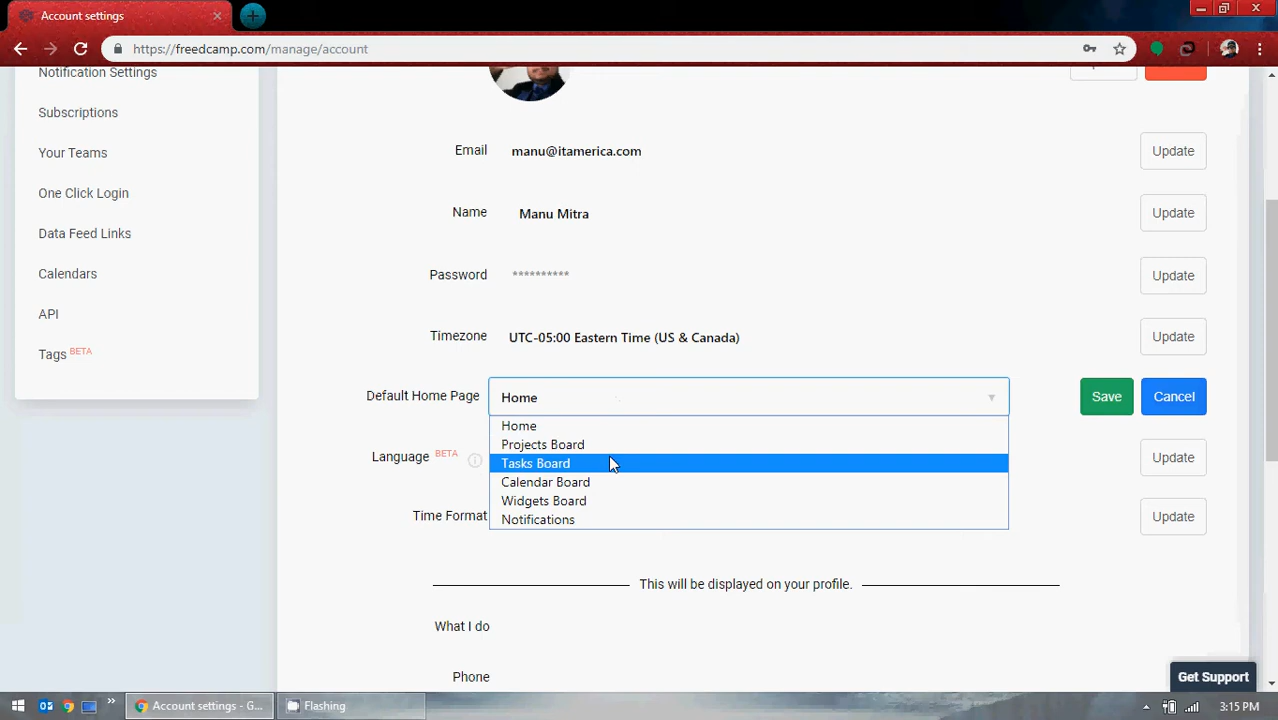 Account settings
https://freedcamp.com/manage/account
Notification Settings
Subscriptions
Your Teams
One Click Login
Data Feed Links
Calendars
API
Tags BETA
Email manu@itamerica.com Update
Name Manu Mitra Update
Password ********** Update
Timezone UTC-05:00 Eastern Time (US & Canada) Update
Default Home Page Home Save Cancel
Home
Projects Board
Language BETA Tasks Board Update
Calendar Board
Widgets Board
Time Format Notifications Update
This will be displayed on your profile.
What I do
Phone
Get Support
Account settings - G...
Flashing
3:15 PM